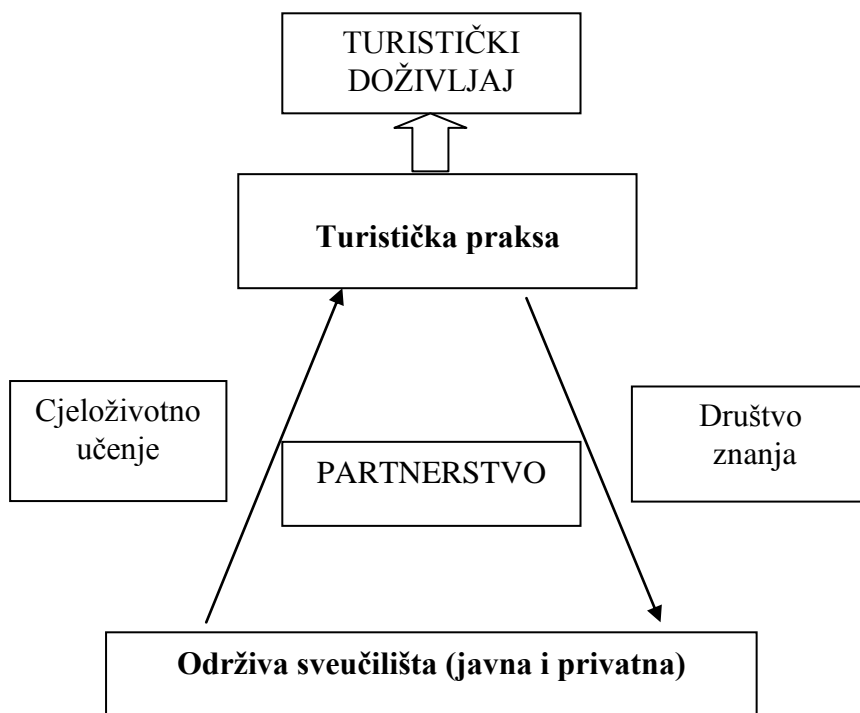 TURISTIČKI
DOŽIVLJAJ
Turistička praksa
Cjeloživotno
učenje
PARTNERSTVO
Društvo
znanja
Održiva sveučilišta (javna i privatna)